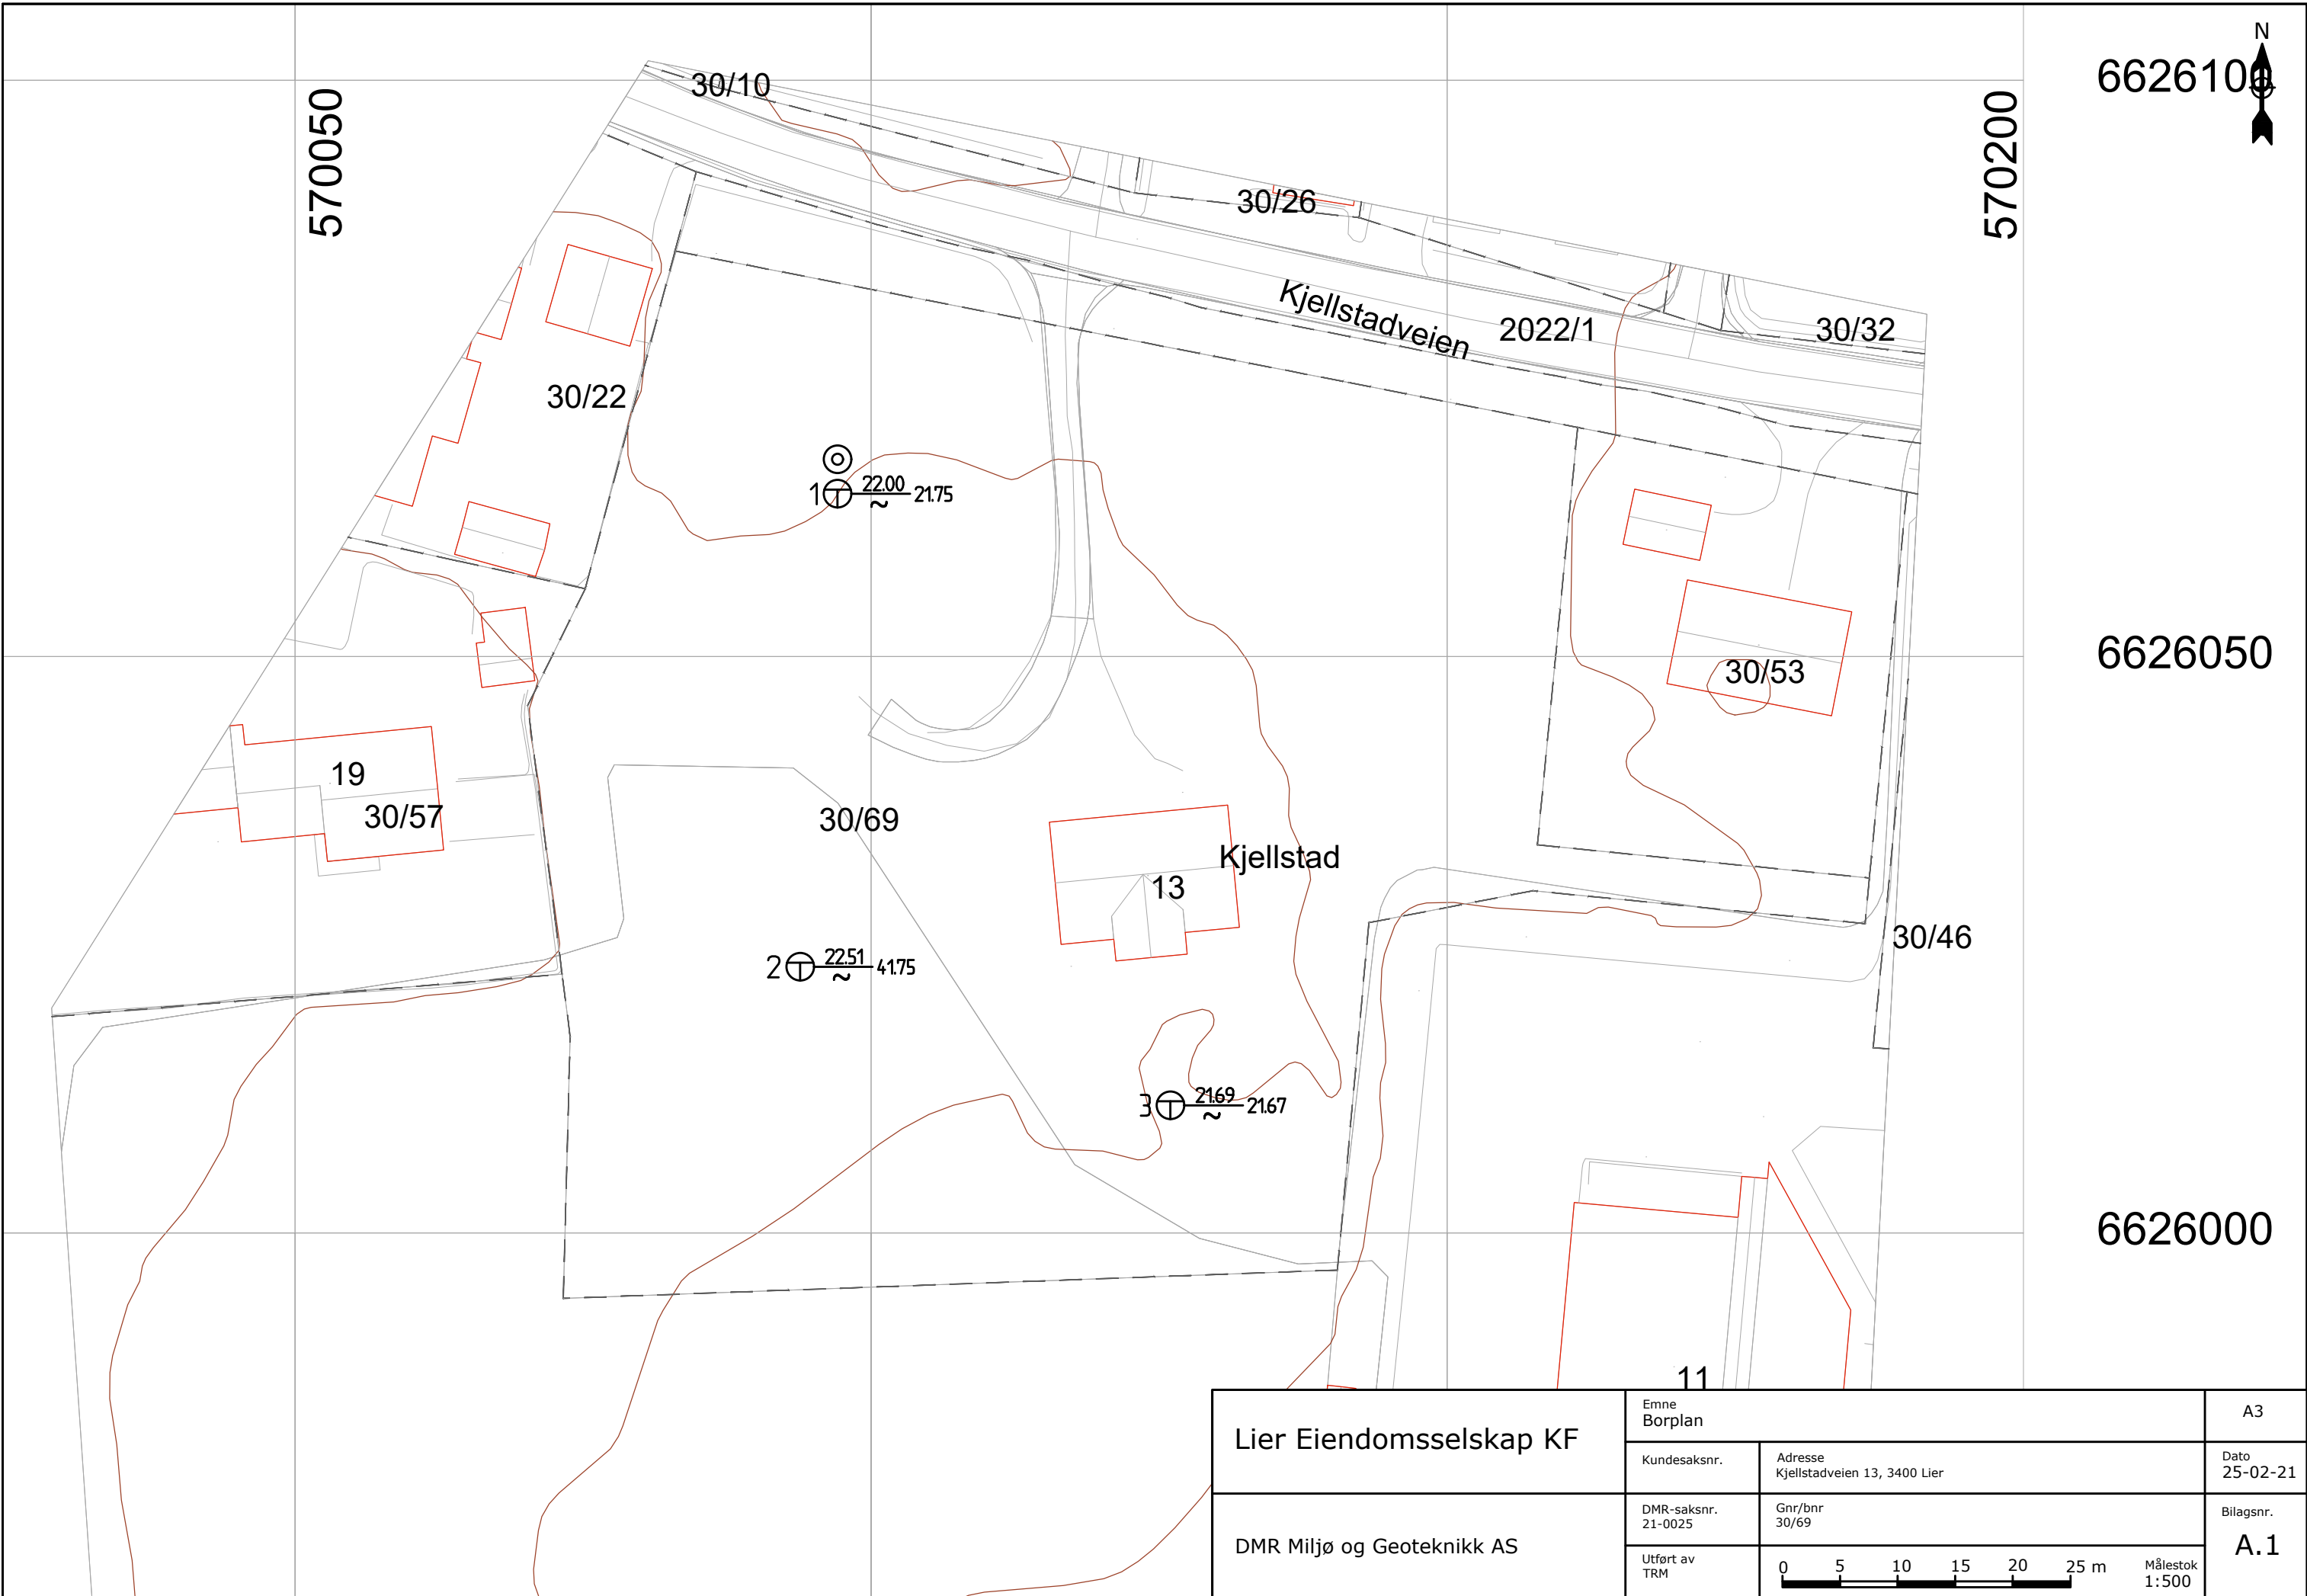 N
6626100
570050
570200
30/10
30/26
Kjellstadveien
2022/1
30/32
30/22
1 22.00 21.75
~
6626050
30/53
19
30/57
30/69
Kjellstad
13
30/46
2 22.51 41.75
~
3 21.69 21.67
~
6626000
11
Lier Eiendomsselskap KF
Emne
Borplan
A3
Kundesaksnr.
Adresse
Kjellstadveien 13, 3400 Lier
Dato
25-02-21
DMR Miljø og Geoteknikk AS
DMR-saksnr.
21-0025
Gnr/bnr
30/69
Bilagsnr.
A.1
Utført av
TRM
0 5 10 15 20 25 m
Målestok
1:500